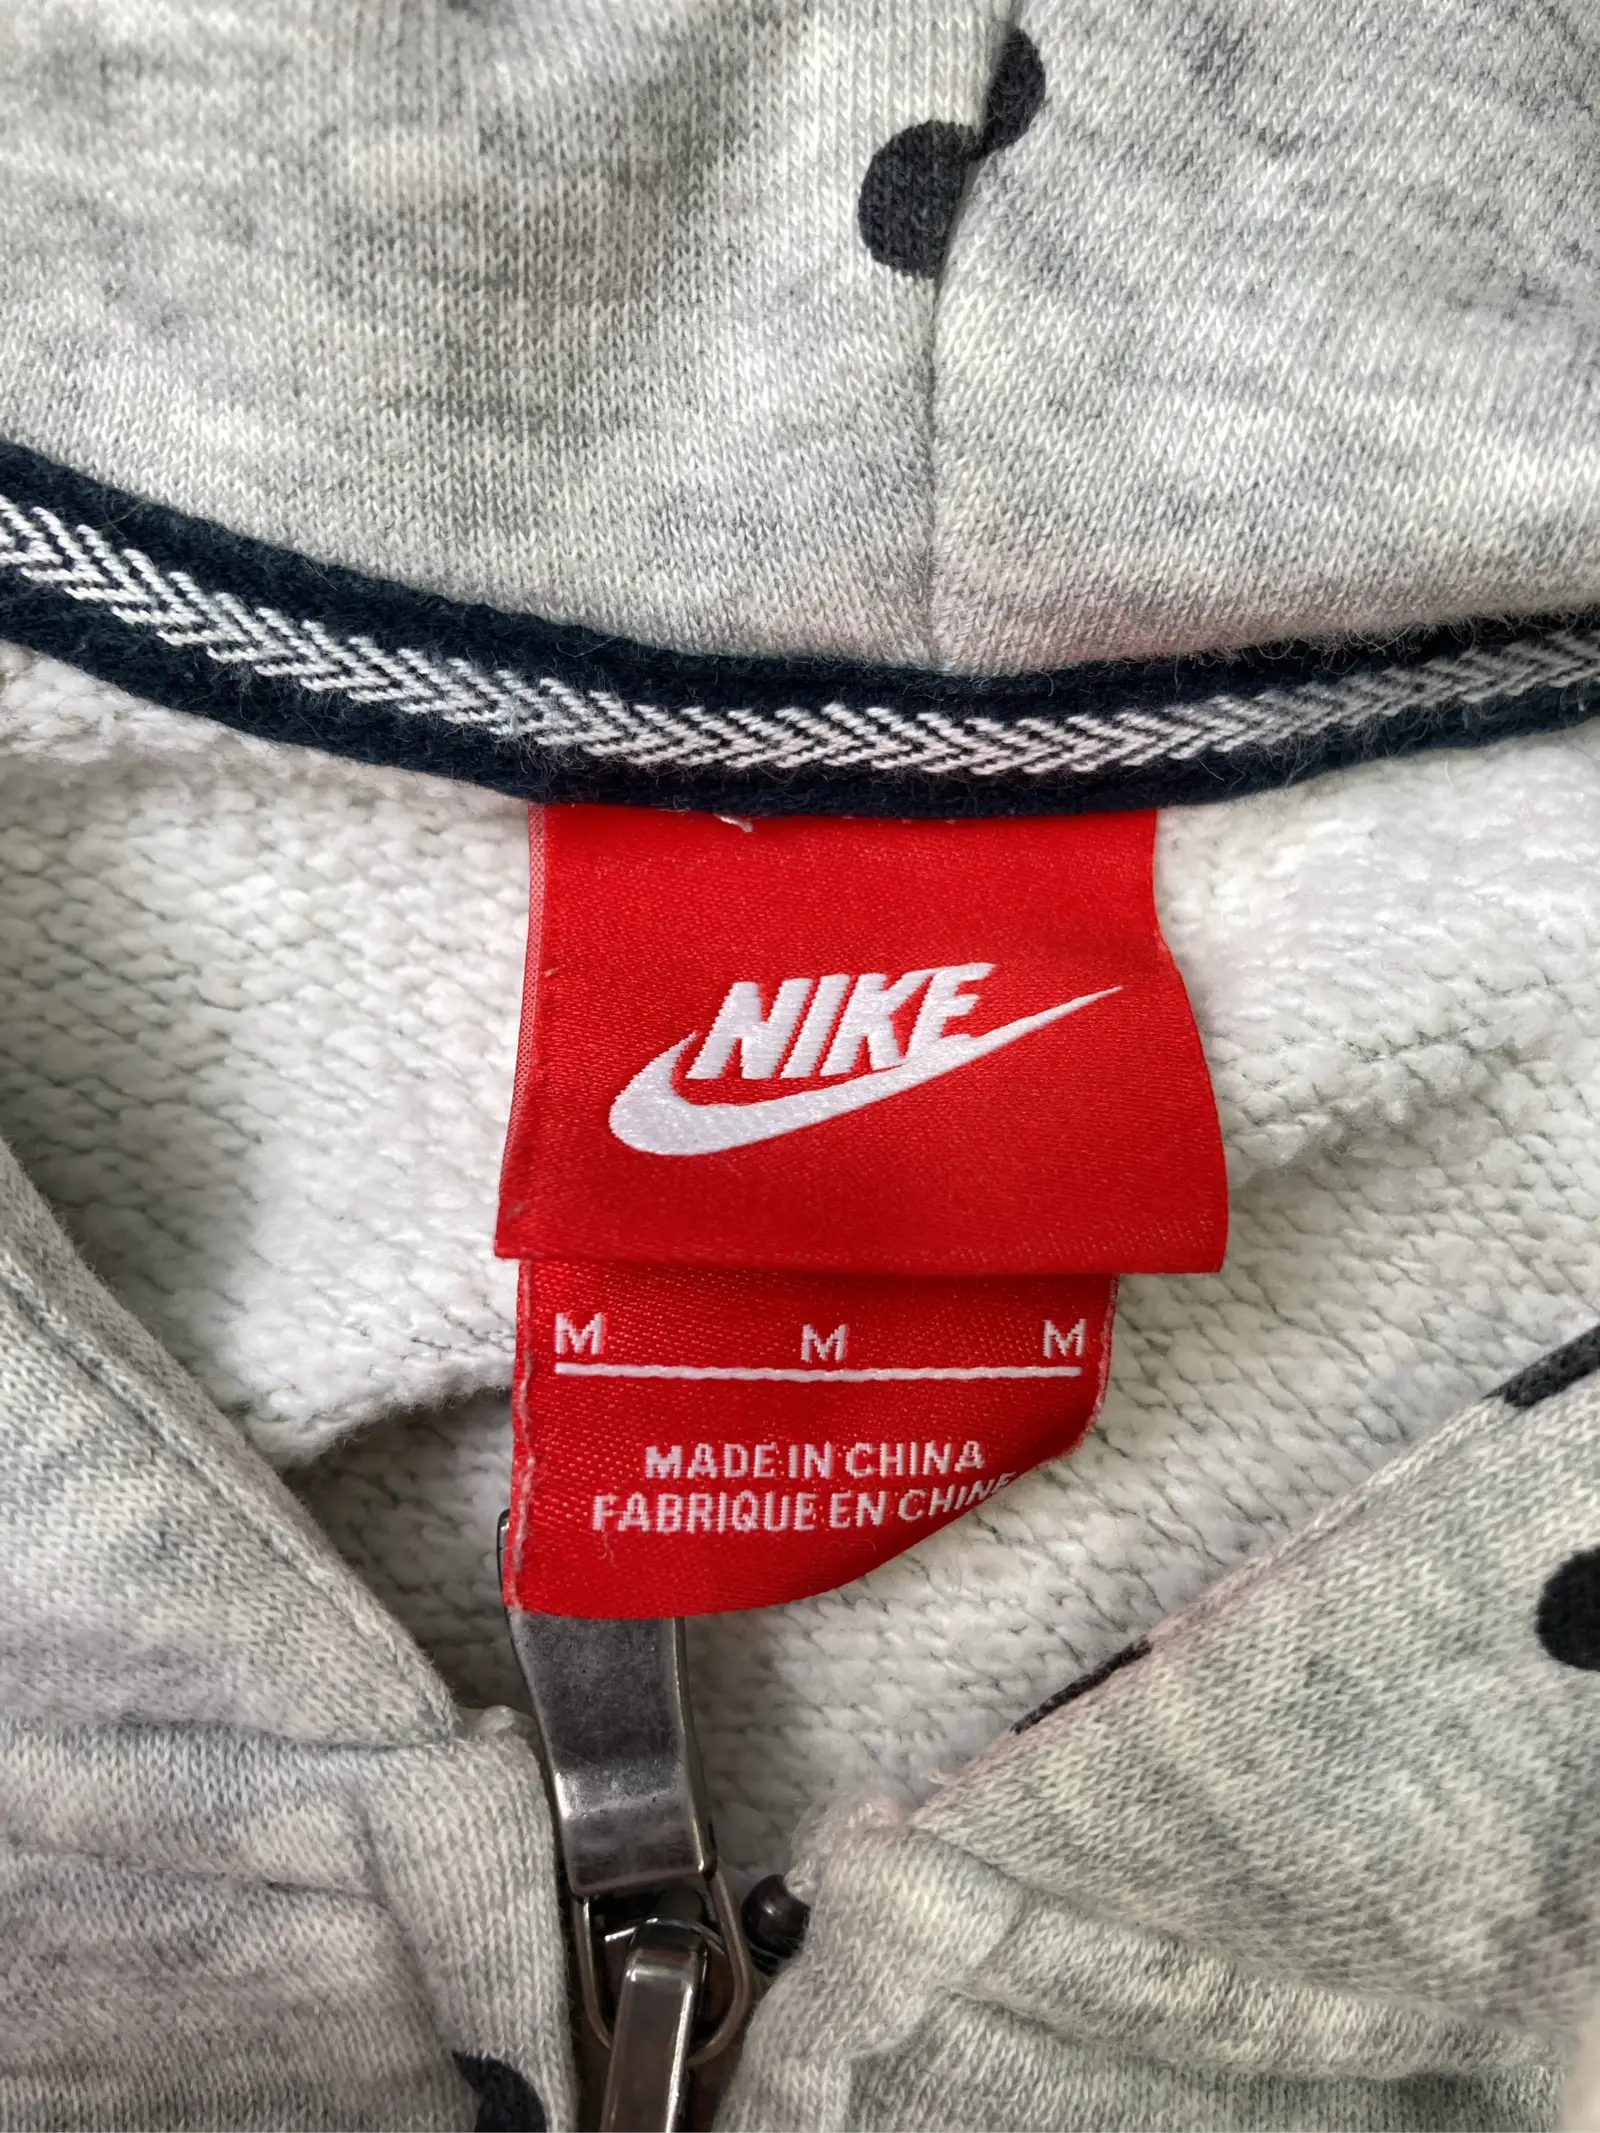 NIKE
M M M
MADE IN CHINA
FABRIQUE EN CHINE